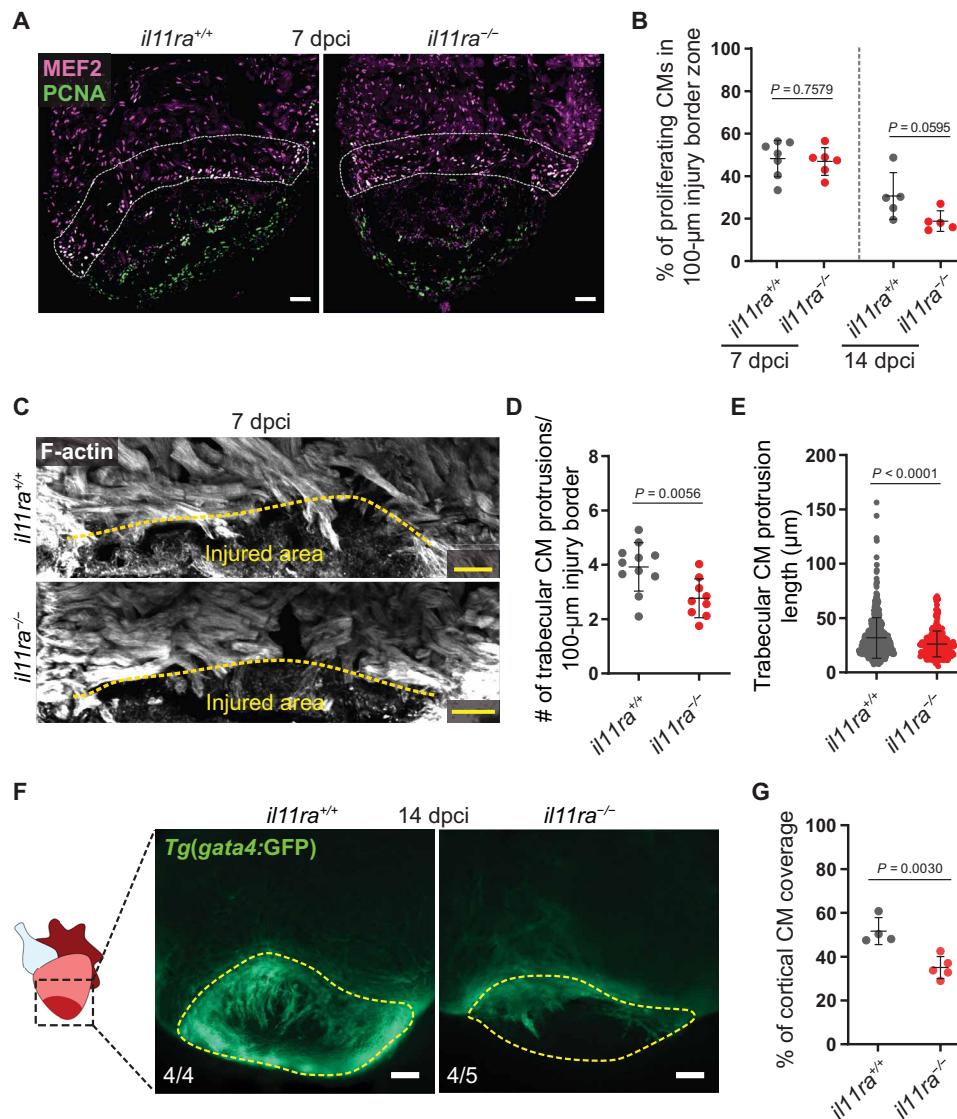 A
il11ra+/+ 7 dpci il11ra−/−
MEF2
PCNA
B
% of proliferating CMs in
100-µm injury border zone
100
80
60
40
20
0
P = 0.7579
P = 0.0595
il11ra+/+
il11ra−/−
il11ra+/+
il11ra−/−
7 dpci
14 dpci
C
7 dpci
F-actin
il11ra+/+
Injured area
il11ra−/−
Injured area
D
# of trabecular CM protrusions/
100-µm injury border
8
6
4
2
0
P = 0.0056
il11ra+/+
il11ra−/−
E
Trabecular CM protrusion
length (µm)
200
150
100
50
0
P < 0.0001
il11ra+/+
il11ra−/−
F
il11ra+/+ 14 dpci il11ra−/−
Tg(gata4:GFP)
4/4
4/5
G
% of cortical CM coverage
100
80
60
40
20
0
P = 0.0030
il11ra+/+
il11ra−/−